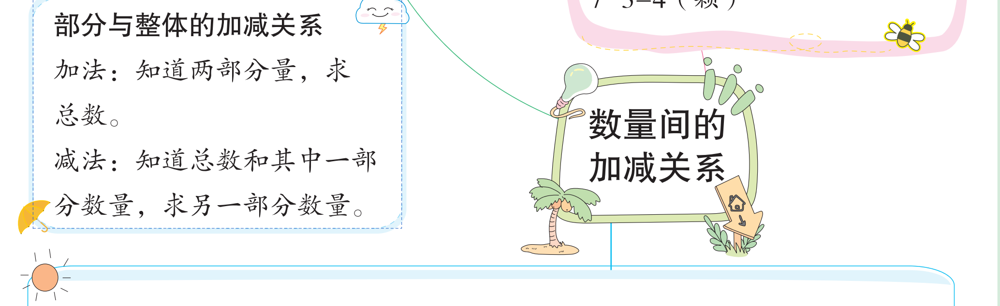 部分与整体的加减关系
加法：知道两部分量，求
总数。
减法：知道总数和其中一部
分数量，求另一部分数量。
数量间的
加减关系